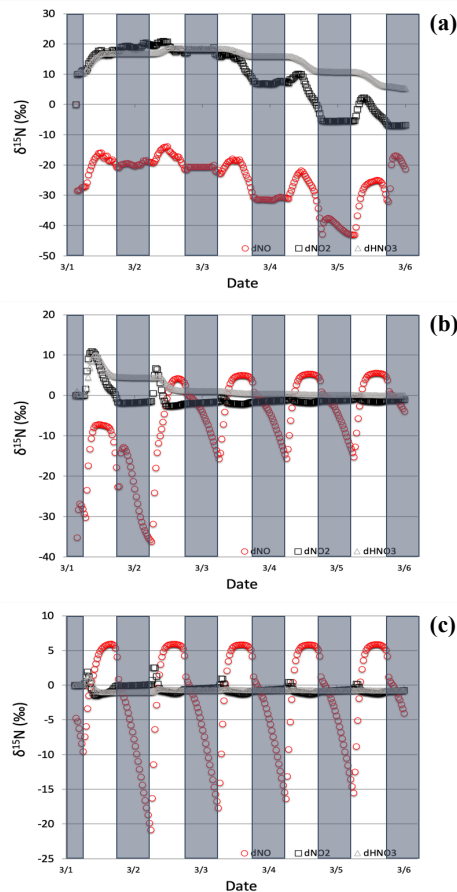 (a)
30
20
10
0
-10
-20
-30
-40
-50
δ¹⁵N (‰)
dNO dNO2 dHNO3
3/1 3/2 3/3 3/4 3/5 3/6
Date
(b)
20
10
0
-10
-20
-30
-40
δ¹⁵N (‰)
dNO dNO2 dHNO3
3/1 3/2 3/3 3/4 3/5 3/6
Date
(c)
10
5
0
-5
-10
-15
-20
-25
δ¹⁵N (‰)
dNO dNO2 dHNO3
3/1 3/2 3/3 3/4 3/5 3/6
Date